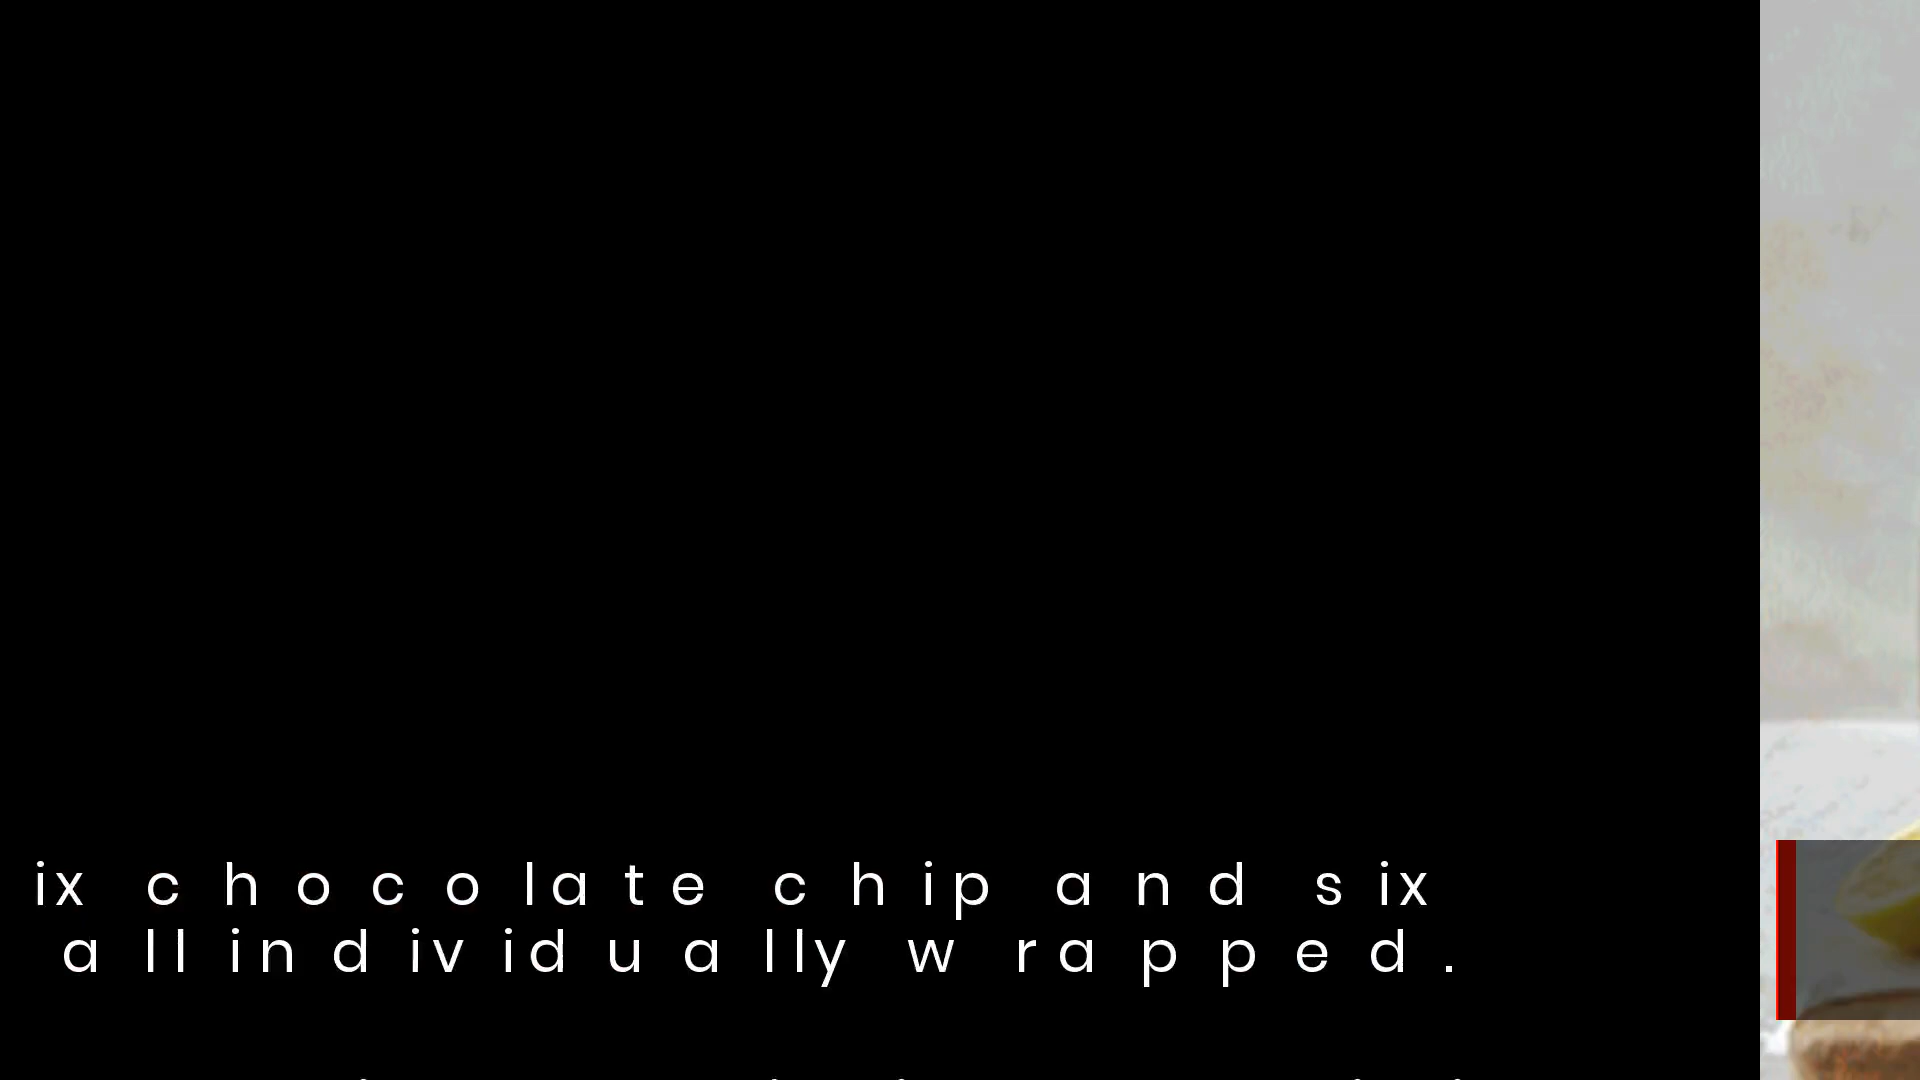 ix chocolate chip and six
all individually wrapped.